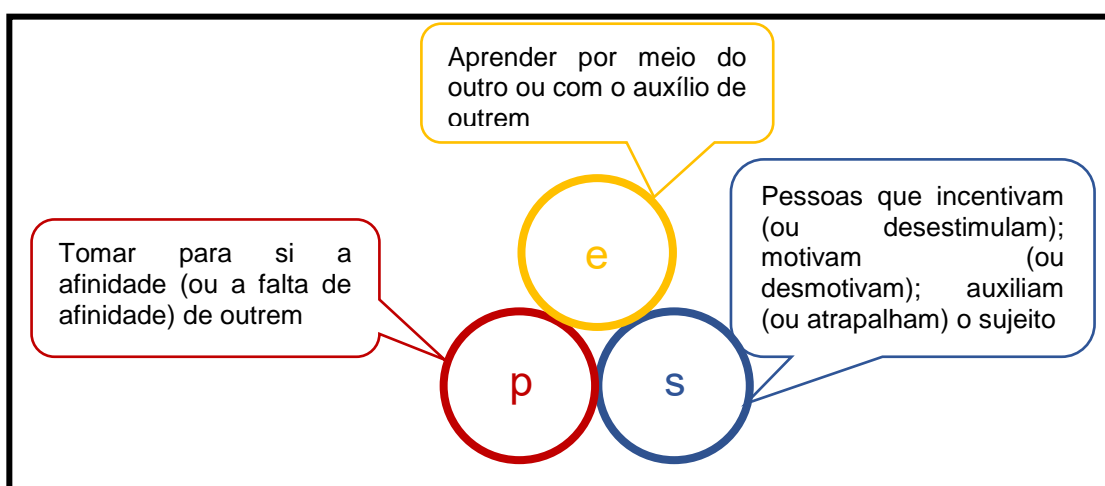 Aprender por meio do
outro ou com o auxílio de
outrem
Pessoas que incentivam
(ou desestimulam);
motivam (ou
desmotivam); auxiliam
(ou atrapalham) o sujeito
Tomar para si a
afinidade (ou a falta de
afinidade) de outrem
e
p
s